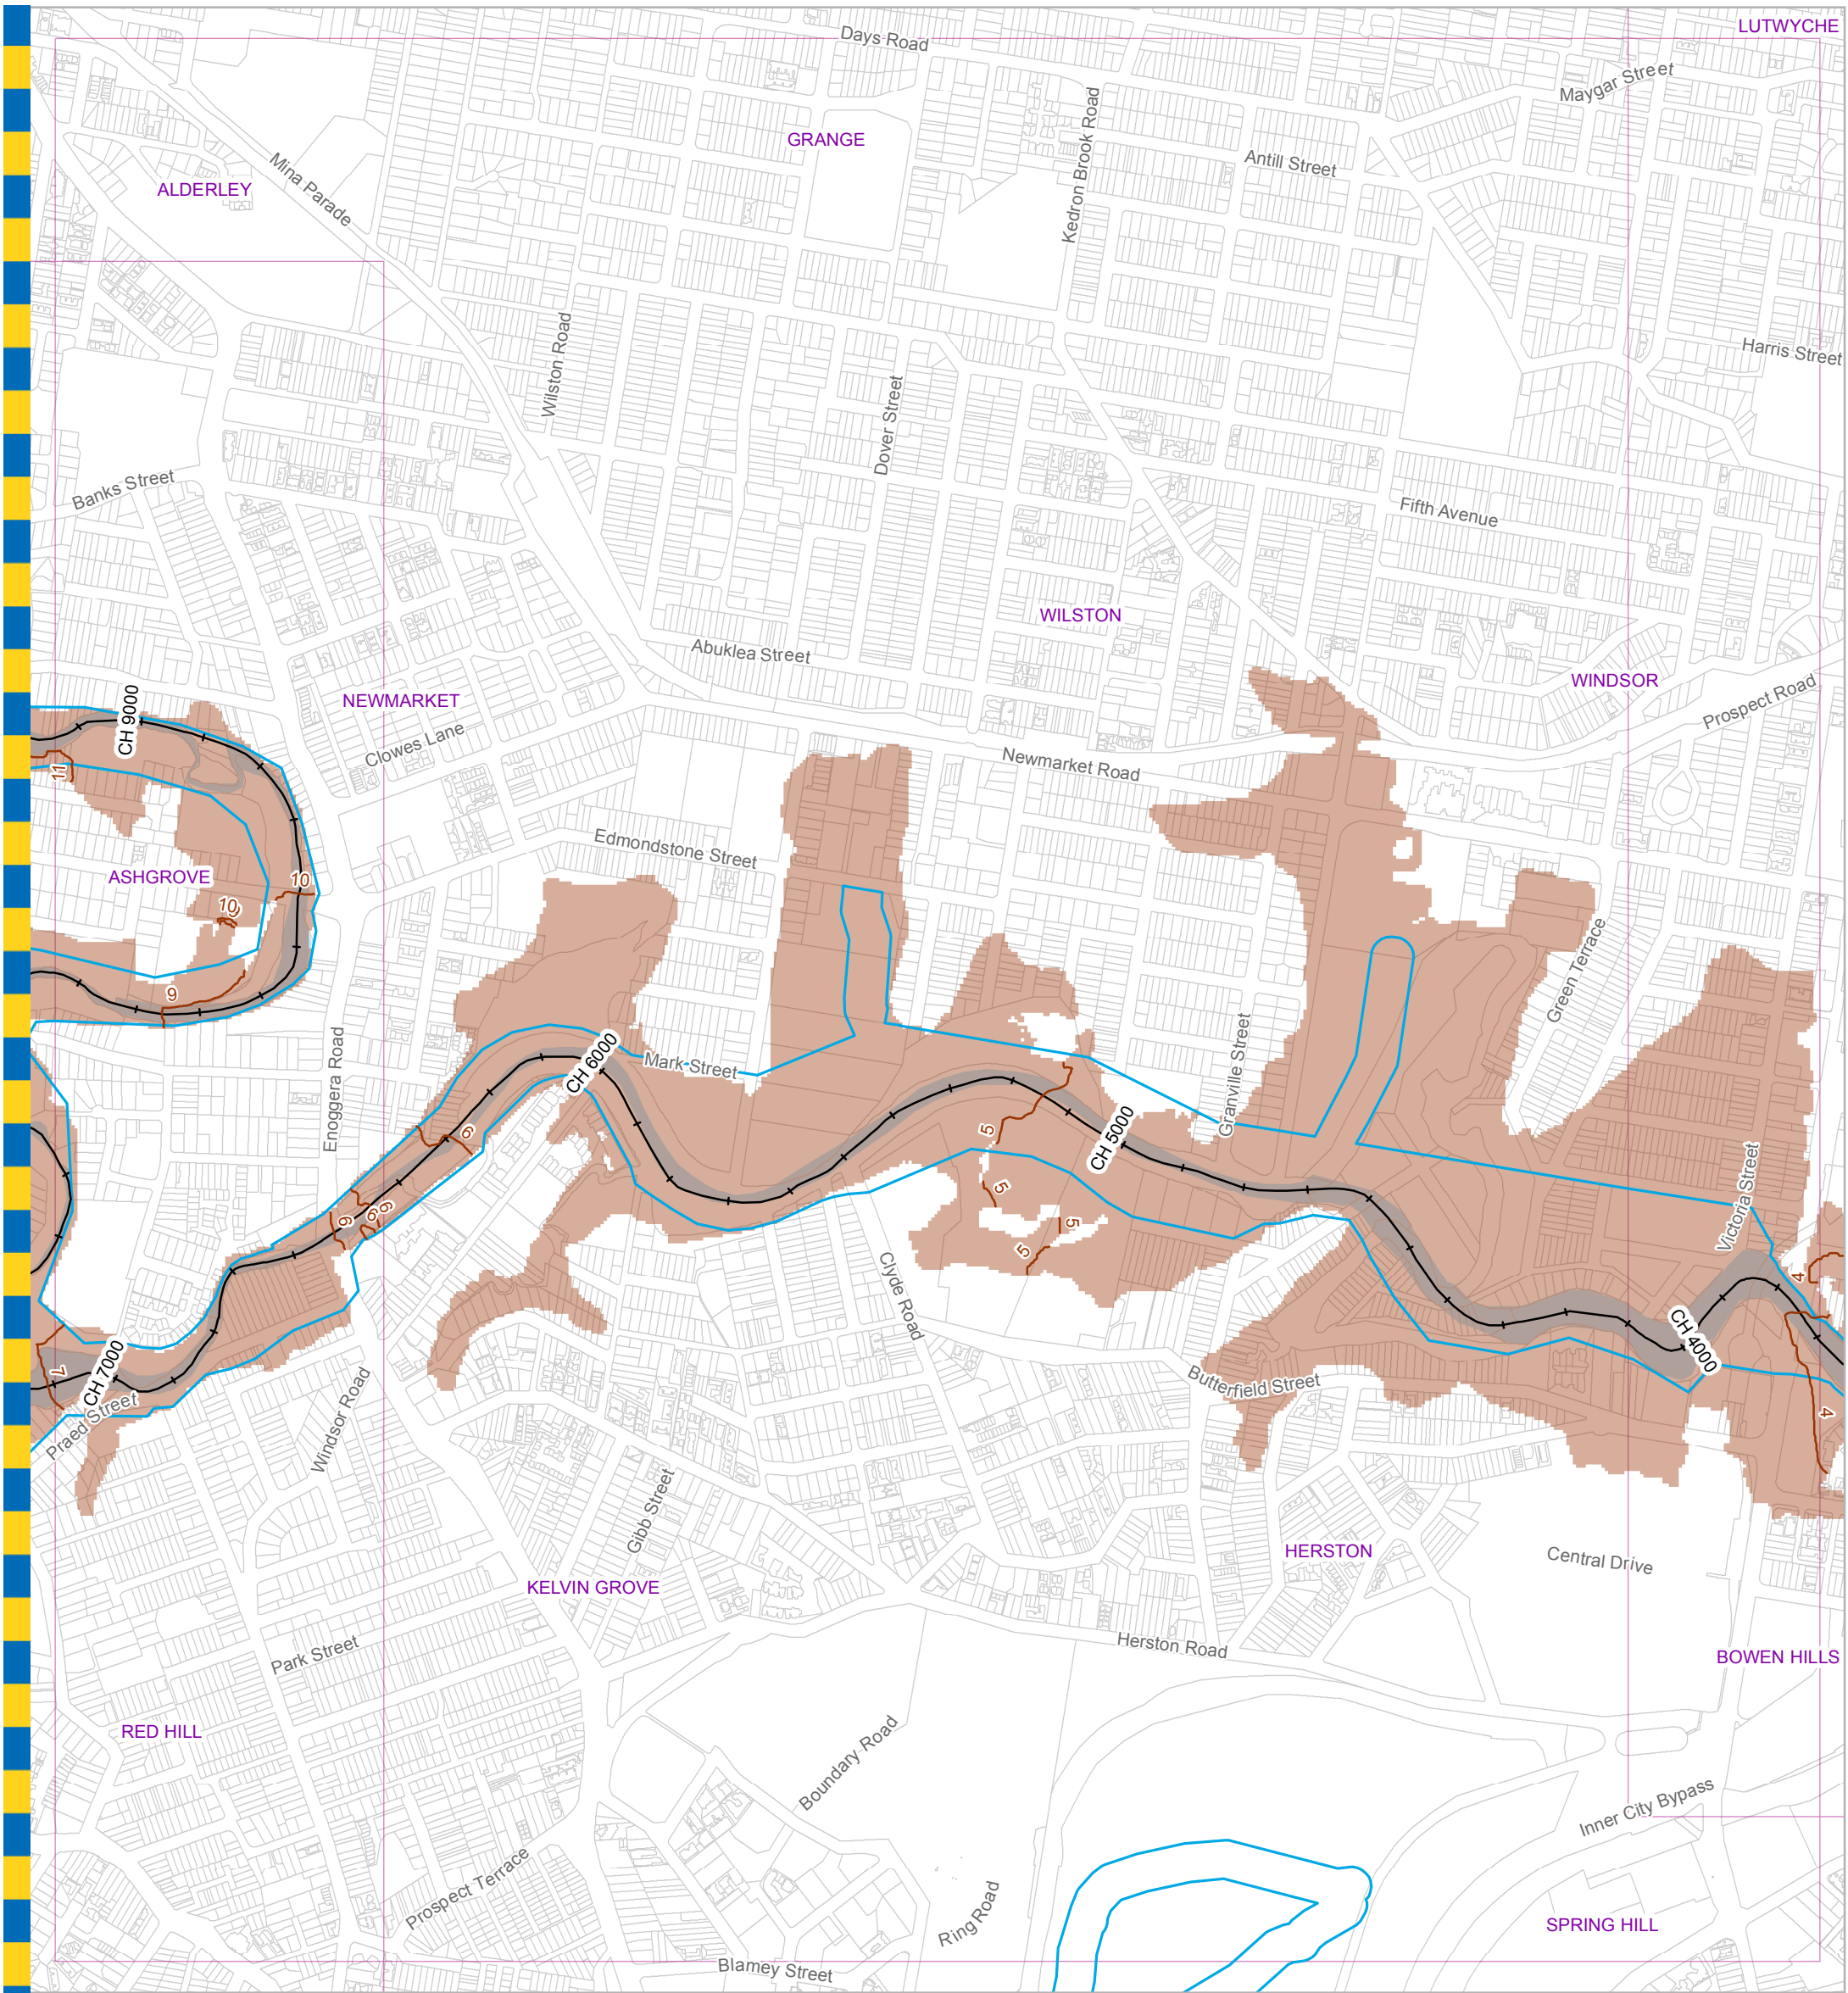 LUTWYCHE
Days Road
Maygar Street
GRANGE
Kedron Brook Road
Antill Street
ALDERLEY
Mina Parade
Wilston Road
Harris Street
Dover Street
Banks Street
Fifth Avenue
WILSTON
Abuklea Street
WINDSOR
Prospect Road
NEWMARKET
CH 9000
Clowes Lane
Newmarket Road
11
Edmondstone Street
ASHGROVE
10
10
9
Green Terrace
Enoggera Road
CH 6000
Mark Street
Granville Street
CH 5000
5
6
5
5
5
6
6
6
Victoria Street
4
Clyde Road
CH 4000
CH 7000
7
Praed Street
Butterfield Street
4
Windsor Road
Gibb Street
HERSTON
Central Drive
KELVIN GROVE
Herston Road
Park Street
BOWEN HILLS
RED HILL
Boundary Road
Inner City Bypass
Prospect Terrace
Ring Road
SPRING HILL
Blamey Street